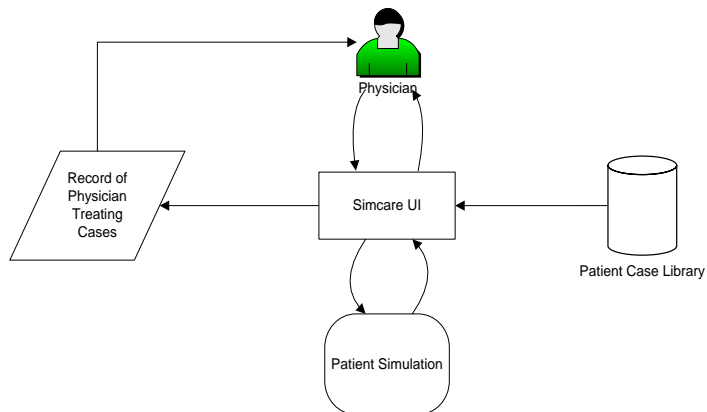 Physician
Record of
Physician
Treating
Cases
Simcare UI
Patient Case Library
Patient Simulation